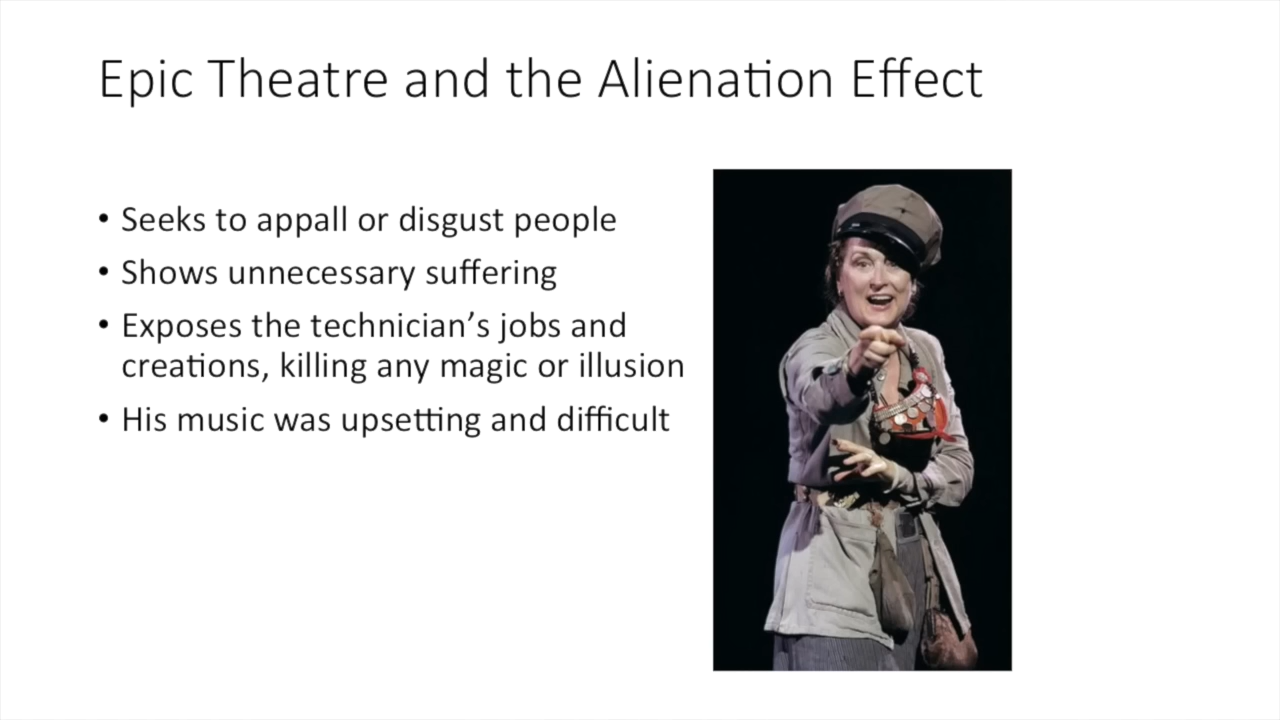 Epic Theatre and the Alienation Effect
• Seeks to appall or disgust people
• Shows unnecessary suffering
• Exposes the technician’s jobs and
creations, killing any magic or illusion
• His music was upsetting and difficult